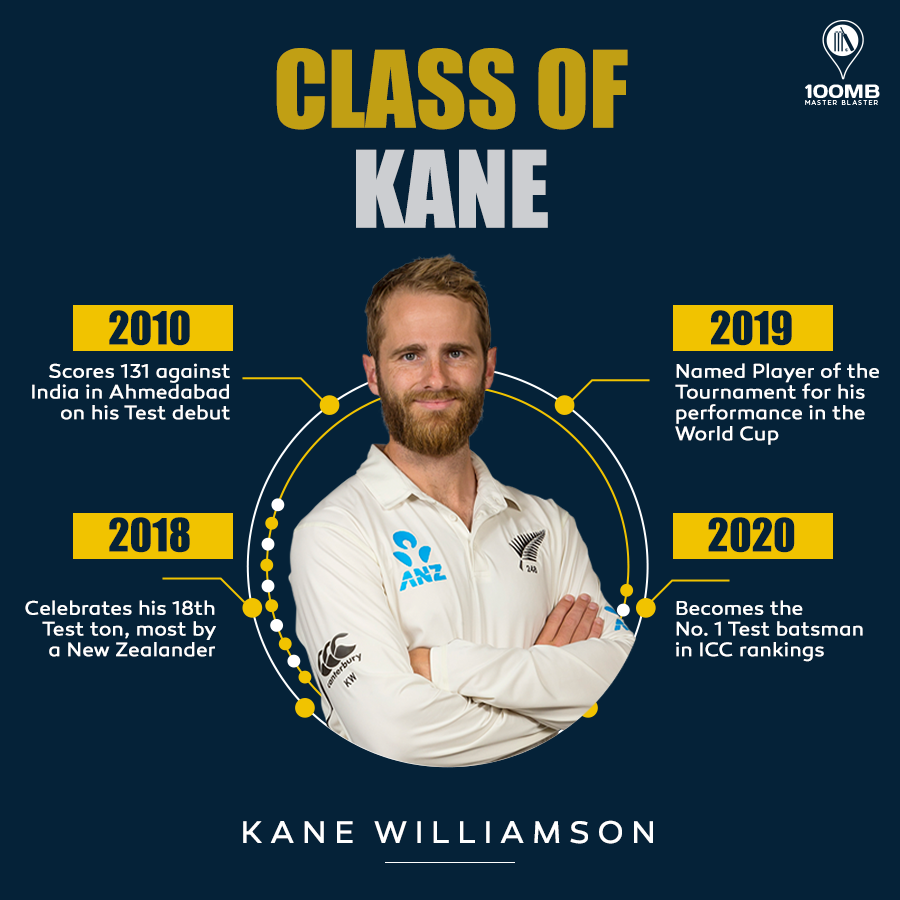 CLASS OF
KANE
100MB
MASTER BLASTER
2010
Scores 131 against
India in Ahmedabad
on his Test debut
2019
Named Player of the
Tournament for his
performance in the
World Cup
2018
Celebrates his 18th
Test ton, most by
a New Zealander
2020
Becomes the
No. 1 Test batsman
in ICC rankings
ANZ
248
canterbury
KW
KANE WILLIAMSON